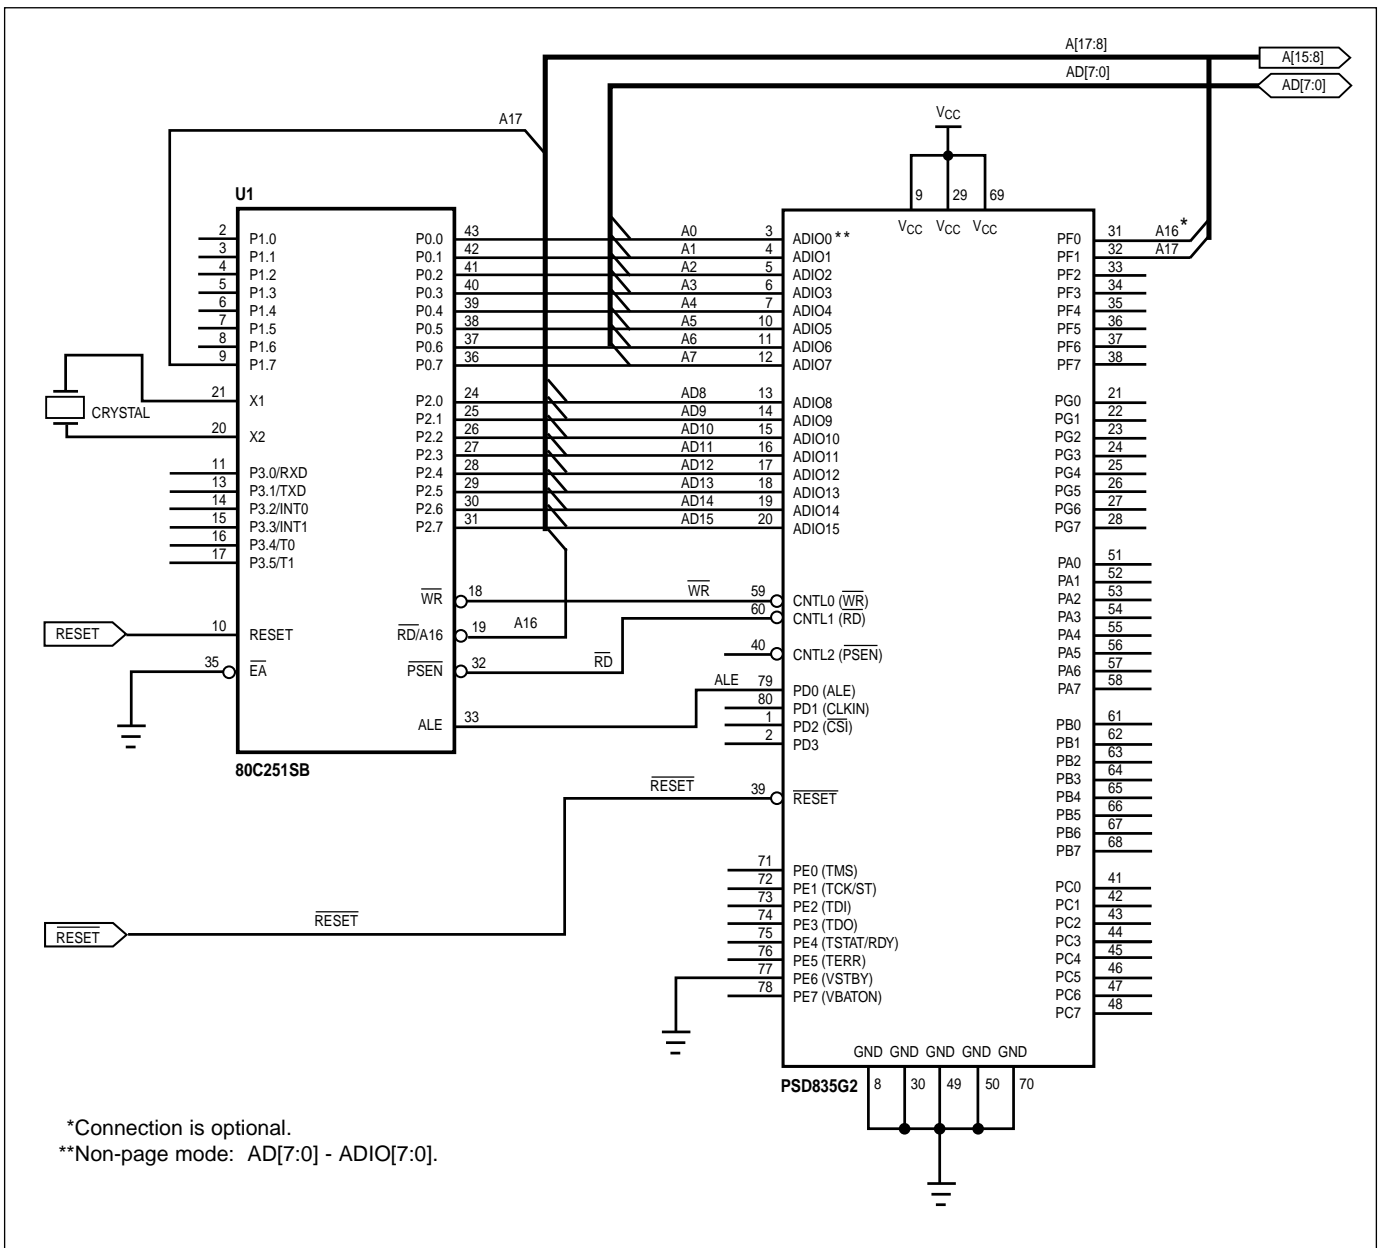 A[17:8]
A[15:8]
AD[7:0]
AD[7:0]
A17
VCC
U1
9 29 69
VCC VCC VCC
2 P1.0
3 P1.1
4 P1.2
5 P1.3
6 P1.4
7 P1.5
8 P1.6
9 P1.7
21 X1
CRYSTAL
20 X2
11 P3.0/RXD
13 P3.1/TXD
14 P3.2/INT0
15 P3.3/INT1
16 P3.4/T0
17 P3.5/T1
RESET
10 RESET
35 EA
P0.0 43 A0 3 ADIO0**
P0.1 42 A1 4 ADIO1
P0.2 41 A2 5 ADIO2
P0.3 40 A3 6 ADIO3
P0.4 39 A4 7 ADIO4
P0.5 38 A5 10 ADIO5
P0.6 37 A6 11 ADIO6
P0.7 36 A7 12 ADIO7
P2.0 24 AD8 13 ADIO8
P2.1 25 AD9 14 ADIO9
P2.2 26 AD10 15 ADIO10
P2.3 27 AD11 16 ADIO11
P2.4 28 AD12 17 ADIO12
P2.5 29 AD13 18 ADIO13
P2.6 30 AD14 19 ADIO14
P2.7 31 AD15 20 ADIO15
WR 18 WR 59 CNTL0 (WR)
60 CNTL1 (RD)
RD/A16 19 A16
PSEN 32 RD
40 CNTL2 (PSEN)
ALE 79 PD0 (ALE)
80 PD1 (CLKIN)
1 PD2 (CSI)
2 PD3
ALE 33
80C251SB
RESET 39 RESET
71 PE0 (TMS)
72 PE1 (TCK/ST)
73 PE2 (TDI)
74 PE3 (TDO)
75 PE4 (TSTAT/RDY)
76 PE5 (TERR)
77 PE6 (VSTBY)
78 PE7 (VBATON)
RESET
RESET
PF0 31 A16*
PF1 32 A17
PF2 33
PF3 34
PF4 35
PF5 36
PF6 37
PF7 38
PG0 21
PG1 22
PG2 23
PG3 24
PG4 25
PG5 26
PG6 27
PG7 28
PA0 51
PA1 52
PA2 53
PA3 54
PA4 55
PA5 56
PA6 57
PA7 58
PB0 61
PB1 62
PB2 63
PB3 64
PB4 65
PB5 66
PB6 67
PB7 68
PC0 41
PC1 42
PC2 43
PC3 44
PC4 45
PC5 46
PC6 47
PC7 48
GND GND GND GND GND
PSD835G2
8 30 49 50 70
*Connection is optional.
**Non-page mode: AD[7:0] - ADIO[7:0].